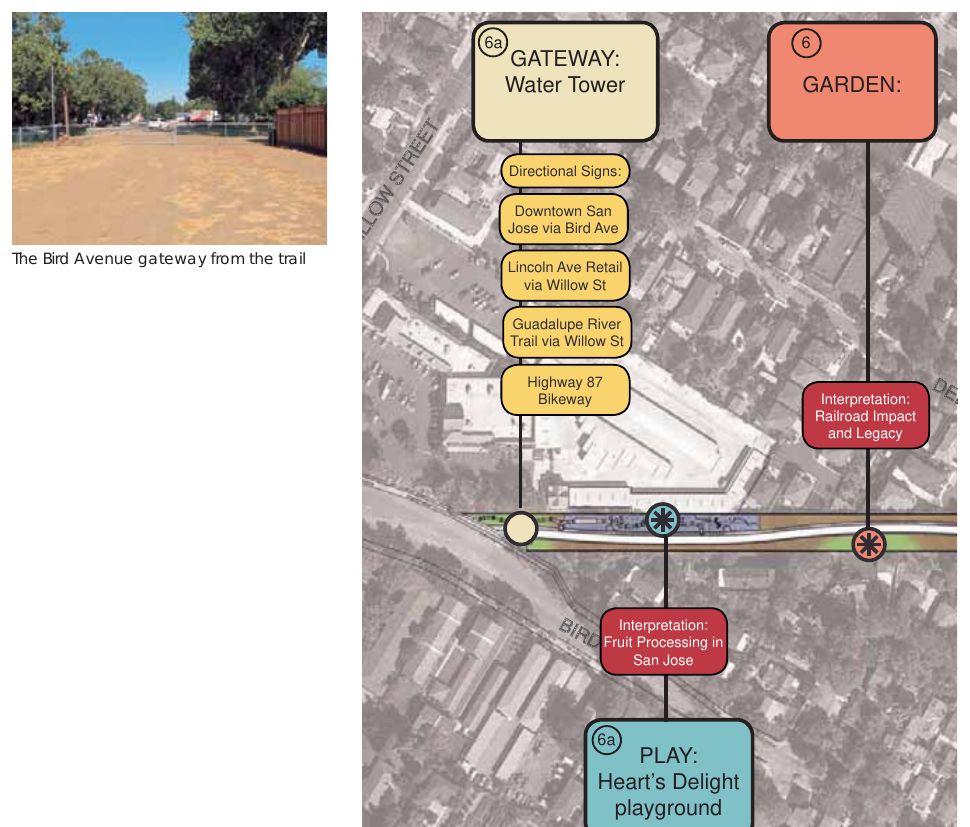 The Bird Avenue gateway from the trail
6a
GATEWAY:
Water Tower
Directional Signs:
Downtown San
Jose via Bird Ave
Lincoln Ave Retail
via Willow St
Guadalupe River
Trail via Willow St
Highway 87
Bikeway
6
GARDEN:
Interpretation:
Railroad Impact
and Legacy
STREET
BIRD
Interpretation:
Fruit Processing in
San Jose
6a
PLAY:
Heart's Delight
playground